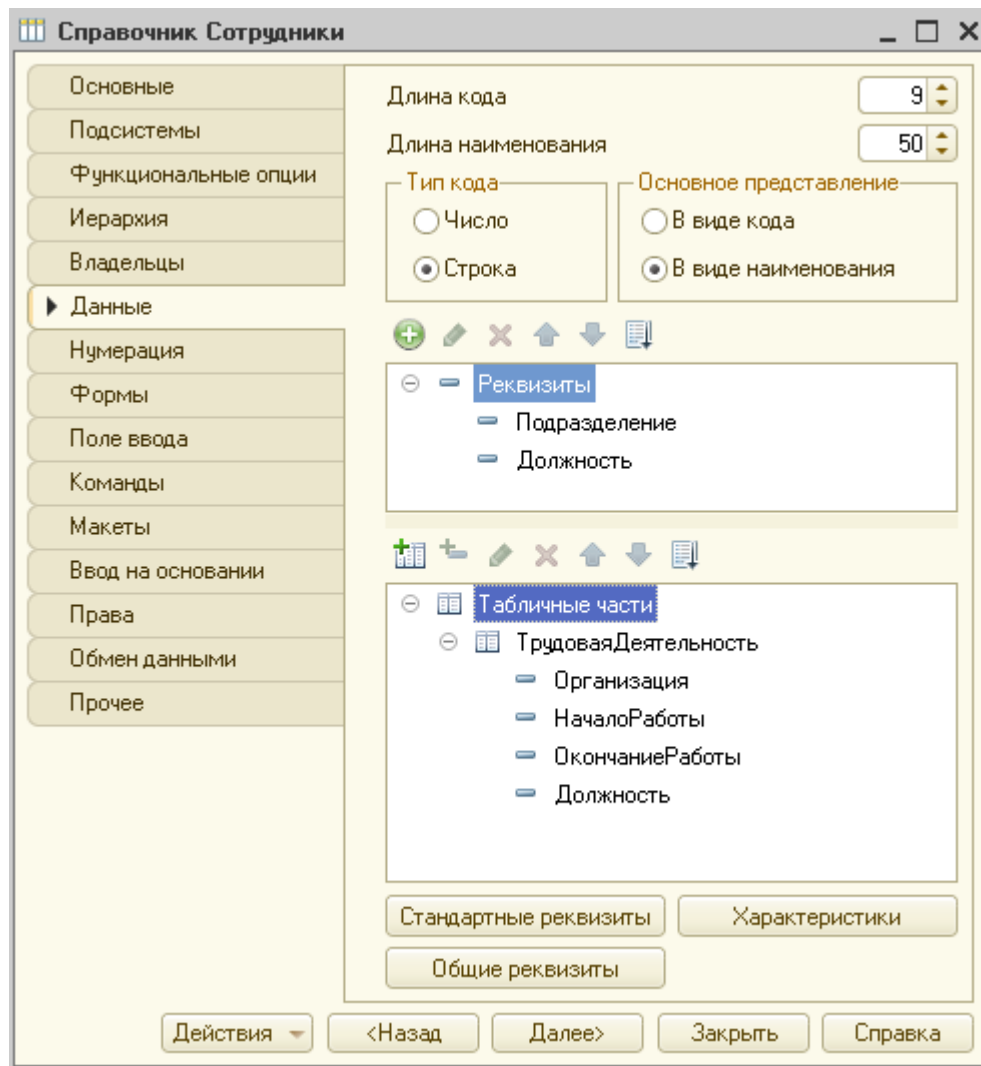 Справочник Сотрудники
Основные
Подсистемы
Функциональные опции
Иерархия
Владельцы
Данные
Нумерация
Формы
Поле ввода
Команды
Макеты
Ввод на основании
Права
Обмен данными
Прочее
Длина кода 9
Длина наименования 50
Тип кода Основное представление
Число В виде кода
Строка В виде наименования
Реквизиты
Подразделение
Должность
Табличные части
ТрудоваяДеятельность
Организация
НачалоРаботы
ОкончаниеРаботы
Должность
Стандартные реквизиты Характеристики
Общие реквизиты
Действия <Назад Далее> Закрыть Справка